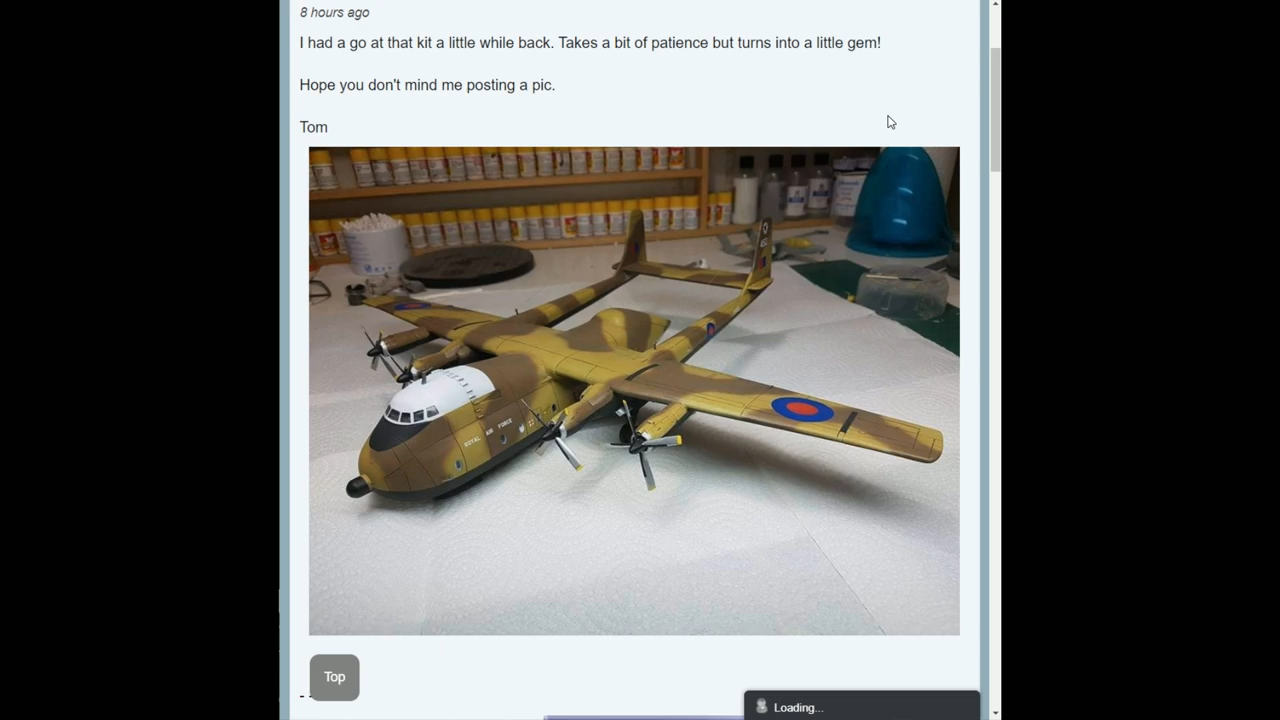 8 hours ago
I had a go at that kit a little while back. Takes a bit of patience but turns into a little gem!
Hope you don't mind me posting a pic.
Tom
ROYAL AIR FORCE
Top
Loading...